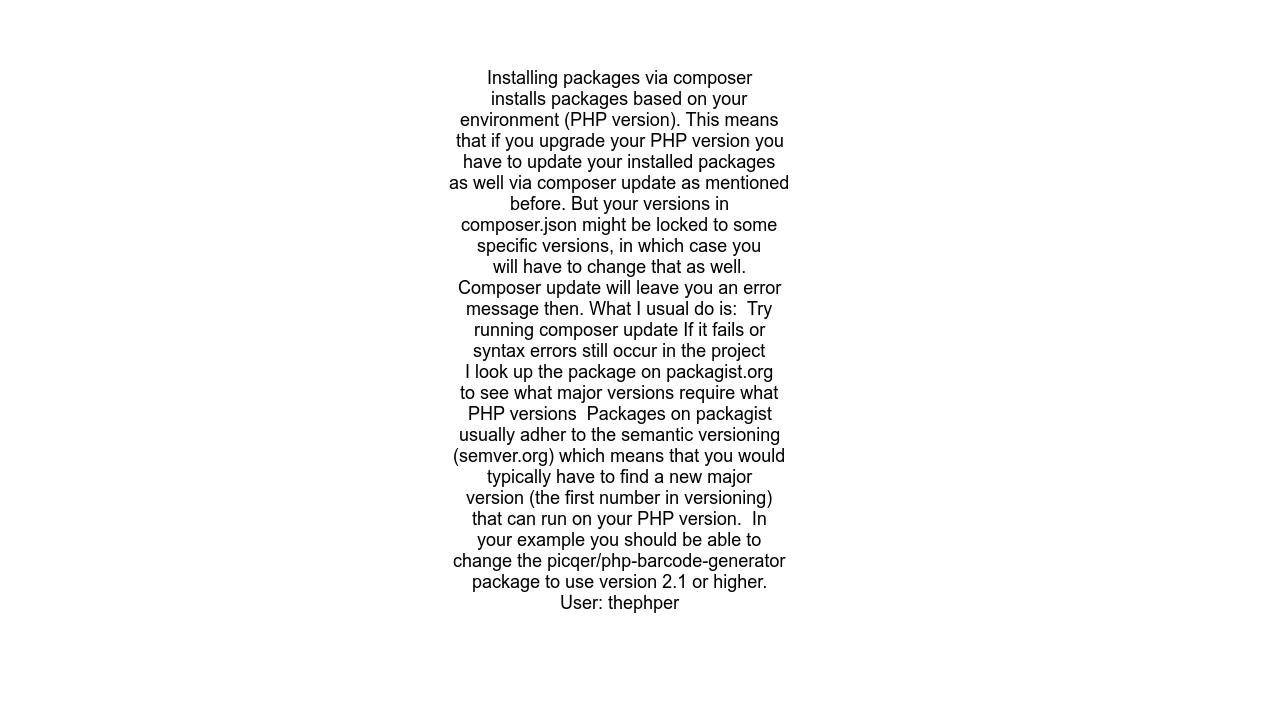 Installing packages via composer
installs packages based on your
environment (PHP version). This means
that if you upgrade your PHP version you
have to update your installed packages
as well via composer update as mentioned
before. But your versions in
composer.json might be locked to some
specific versions, in which case you
will have to change that as well.
Composer update will leave you an error
message then. What I usual do is:  Try
running composer update If it fails or
syntax errors still occur in the project
I look up the package on packagist.org
to see what major versions require what
PHP versions  Packages on packagist
usually adher to the semantic versioning
(semver.org) which means that you would
typically have to find a new major
version (the first number in versioning)
that can run on your PHP version.  In
your example you should be able to
change the picqer/php-barcode-generator
package to use version 2.1 or higher.
User: thephper